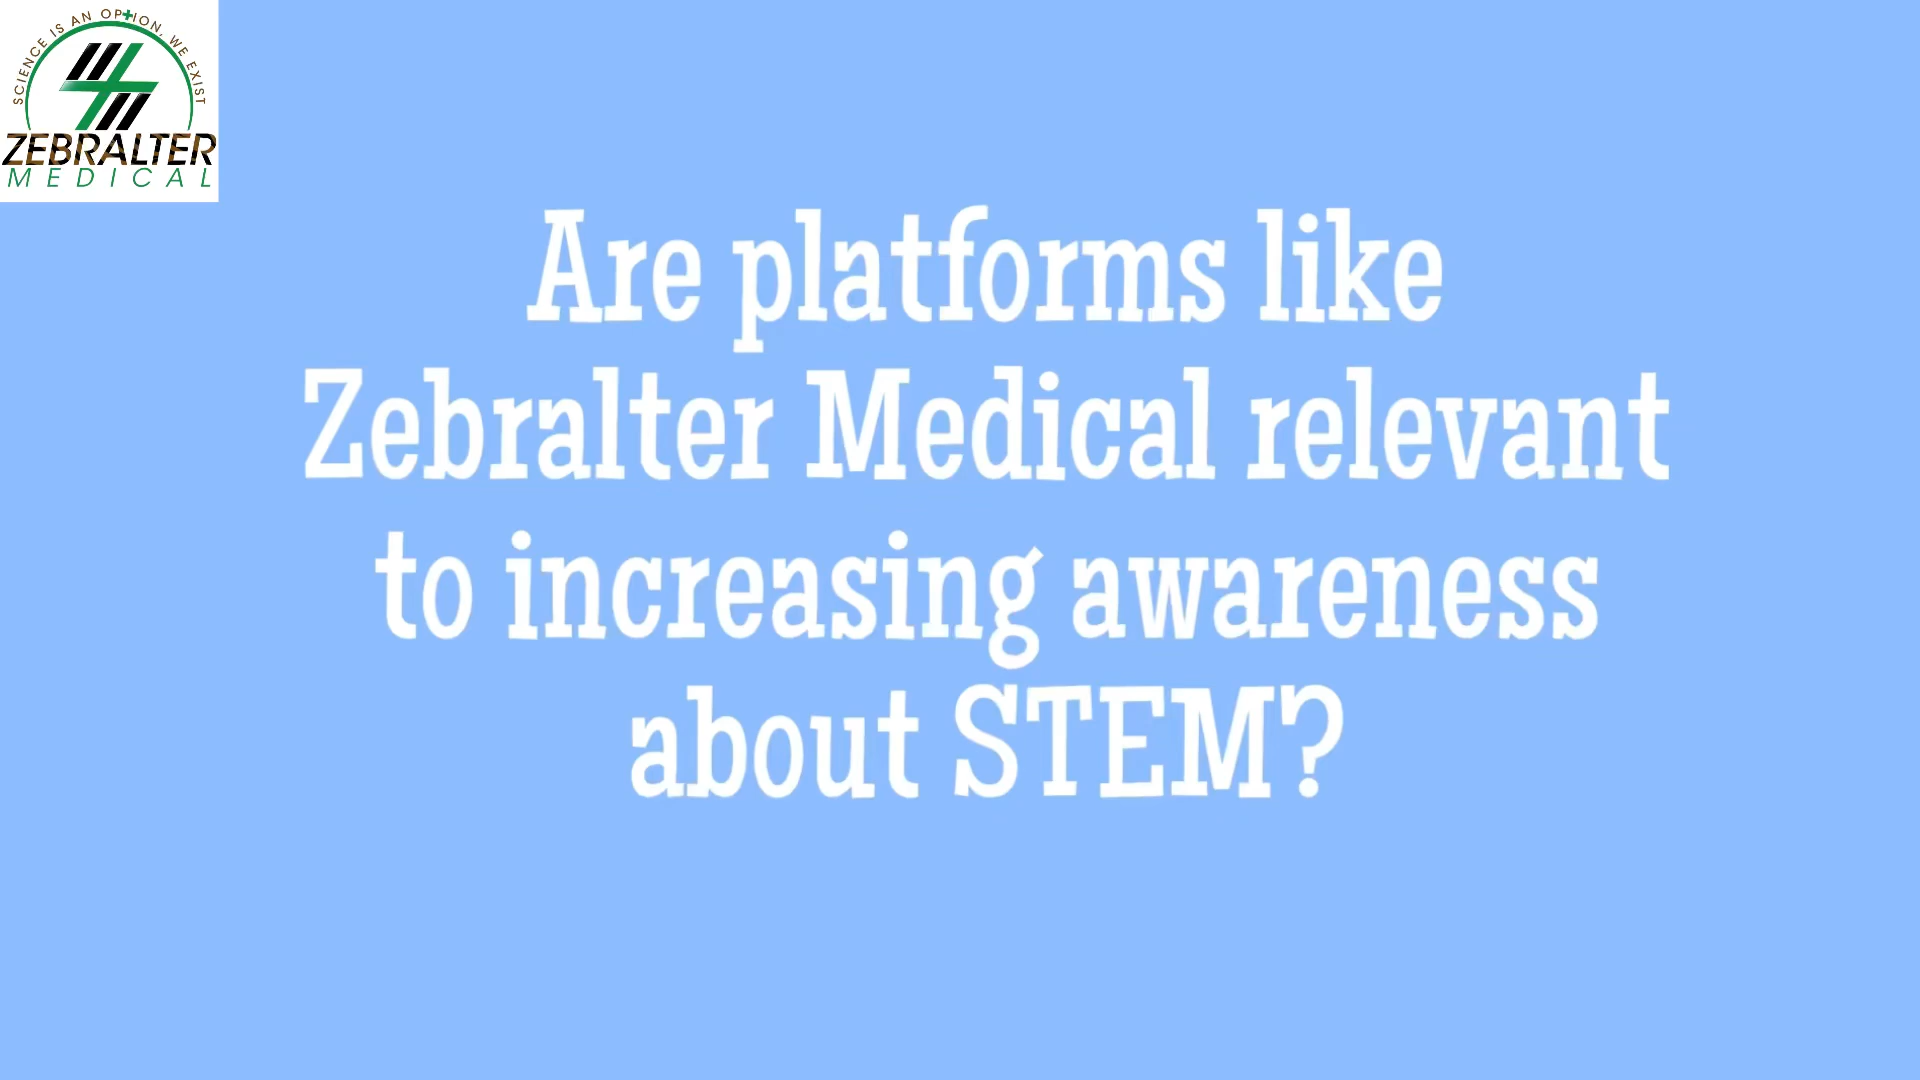 SCIENCE IS AN OPTION, WE EXIST
ZEBRALTER
MEDICAL
Are platforms like
Zebralter Medical relevant
to increasing awareness
about STEM?